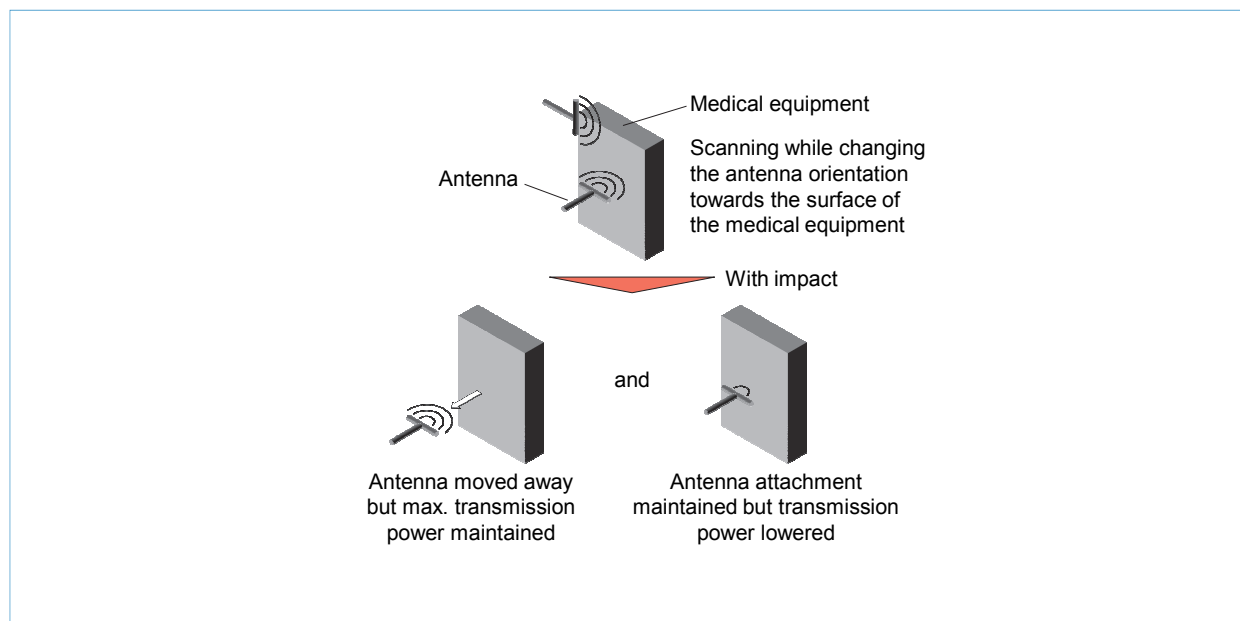 Medical equipment
Scanning while changing
the antenna orientation
towards the surface of
the medical equipment
Antenna
With impact
and
Antenna moved away
but max. transmission
power maintained
Antenna attachment
maintained but transmission
power lowered